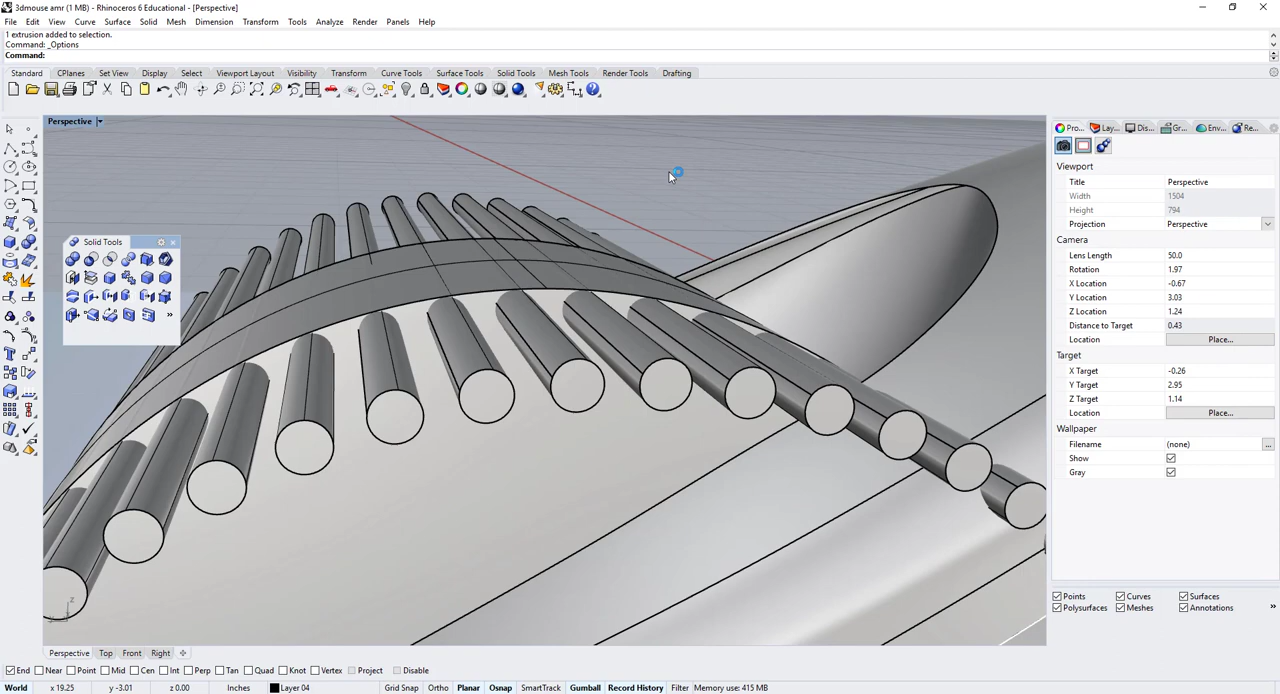 3dmouse amr (1 MB) - Rhinoceros 6 Educational - [Perspective]
File Edit View Curve Surface Solid Mesh Dimension Transform Tools Analyze Render Panels Help
1 extrusion added to selection.
Command: _Options
Command:
Standard CPlanes Set View Display Select Viewport Layout Visibility Transform Curve Tools Surface Tools Solid Tools Mesh Tools Render Tools Drafting
Perspective
Pro... Lay... Dis... Gr... Env... Re...
Viewport
Title Perspective
Width 1504
Height 794
Projection Perspective
Camera
Lens Length 50.0
Rotation 1.97
X Location -0.67
Y Location 3.03
Z Location 1.24
Distance to Target 0.43
Location Place...
Target
X Target -0.26
Y Target 2.95
Z Target 1.14
Location Place...
Wallpaper
Filename (none) ...
Show
Gray
Solid Tools
»
z
Points Curves Surfaces
Polysurfaces Meshes Annotations »
Perspective Top Front Right
End Near Point Mid Cen Int Perp Tan Quad Knot Vertex Project Disable
World x 19.25 y -3.01 z 0.00 Inches Layer 04 Grid Snap Ortho Planar Osnap SmartTrack Gumball Record History Filter Memory use: 415 MB